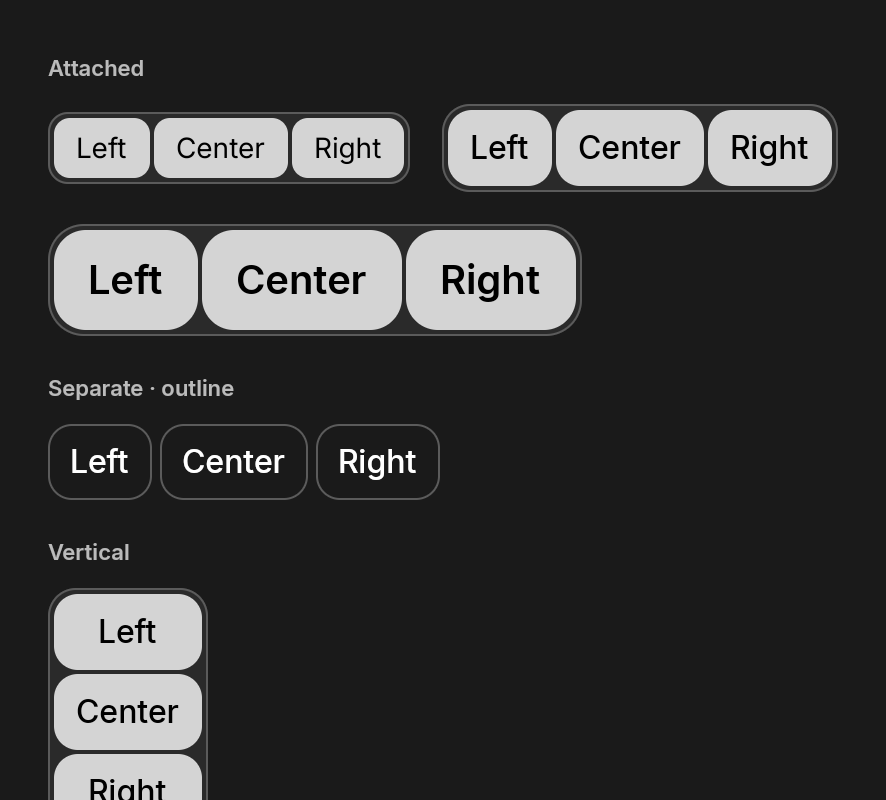 Attached
Left Center Right Left Center Right
Left Center Right
Separate · outline
Left Center Right
Vertical
Left
Center
Right